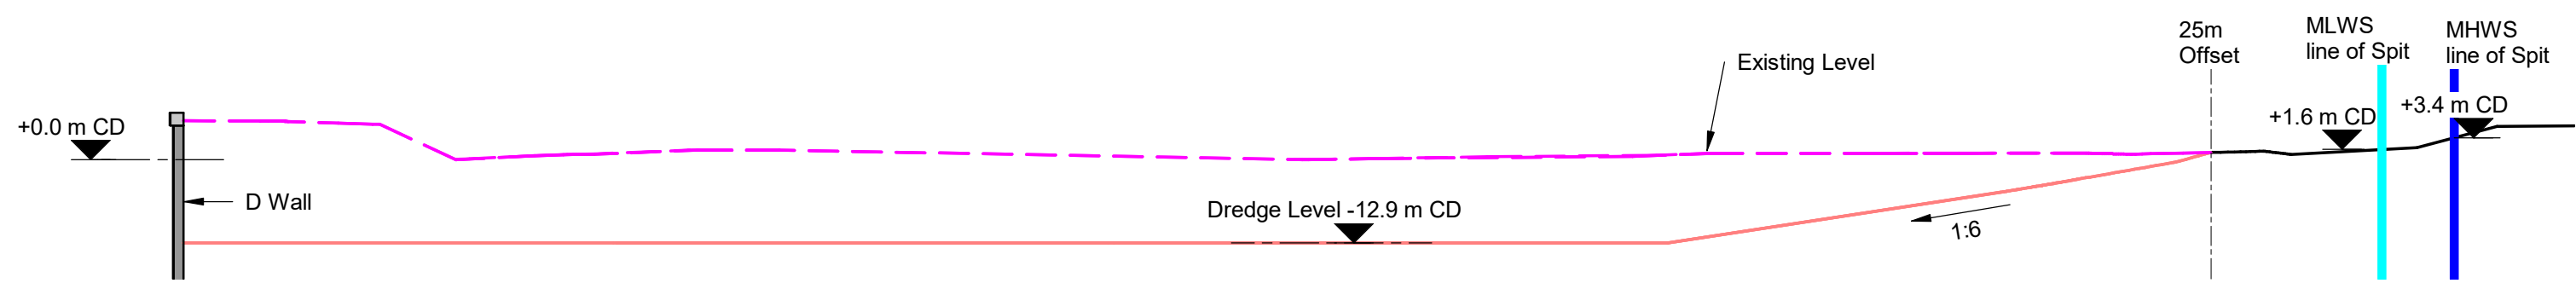 25m
Offset
MLWS
line of Spit
MHWS
line of Spit
Existing Level
+0.0 m CD
+1.6 m CD
+3.4 m CD
D Wall
Dredge Level -12.9 m CD
1:6